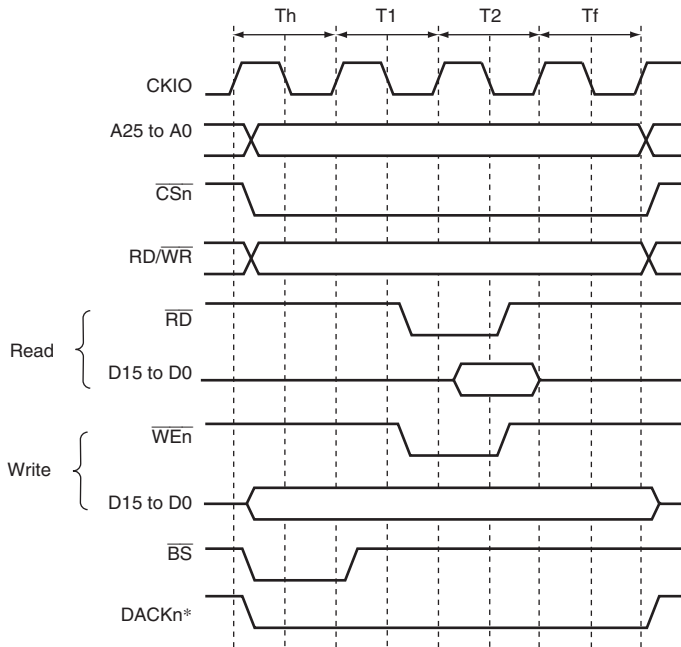 Th T1 T2 Tf
CKIO
A25 to A0
CSn
RD/WR
RD
Read
D15 to D0
WEn
Write
D15 to D0
BS
DACKn*